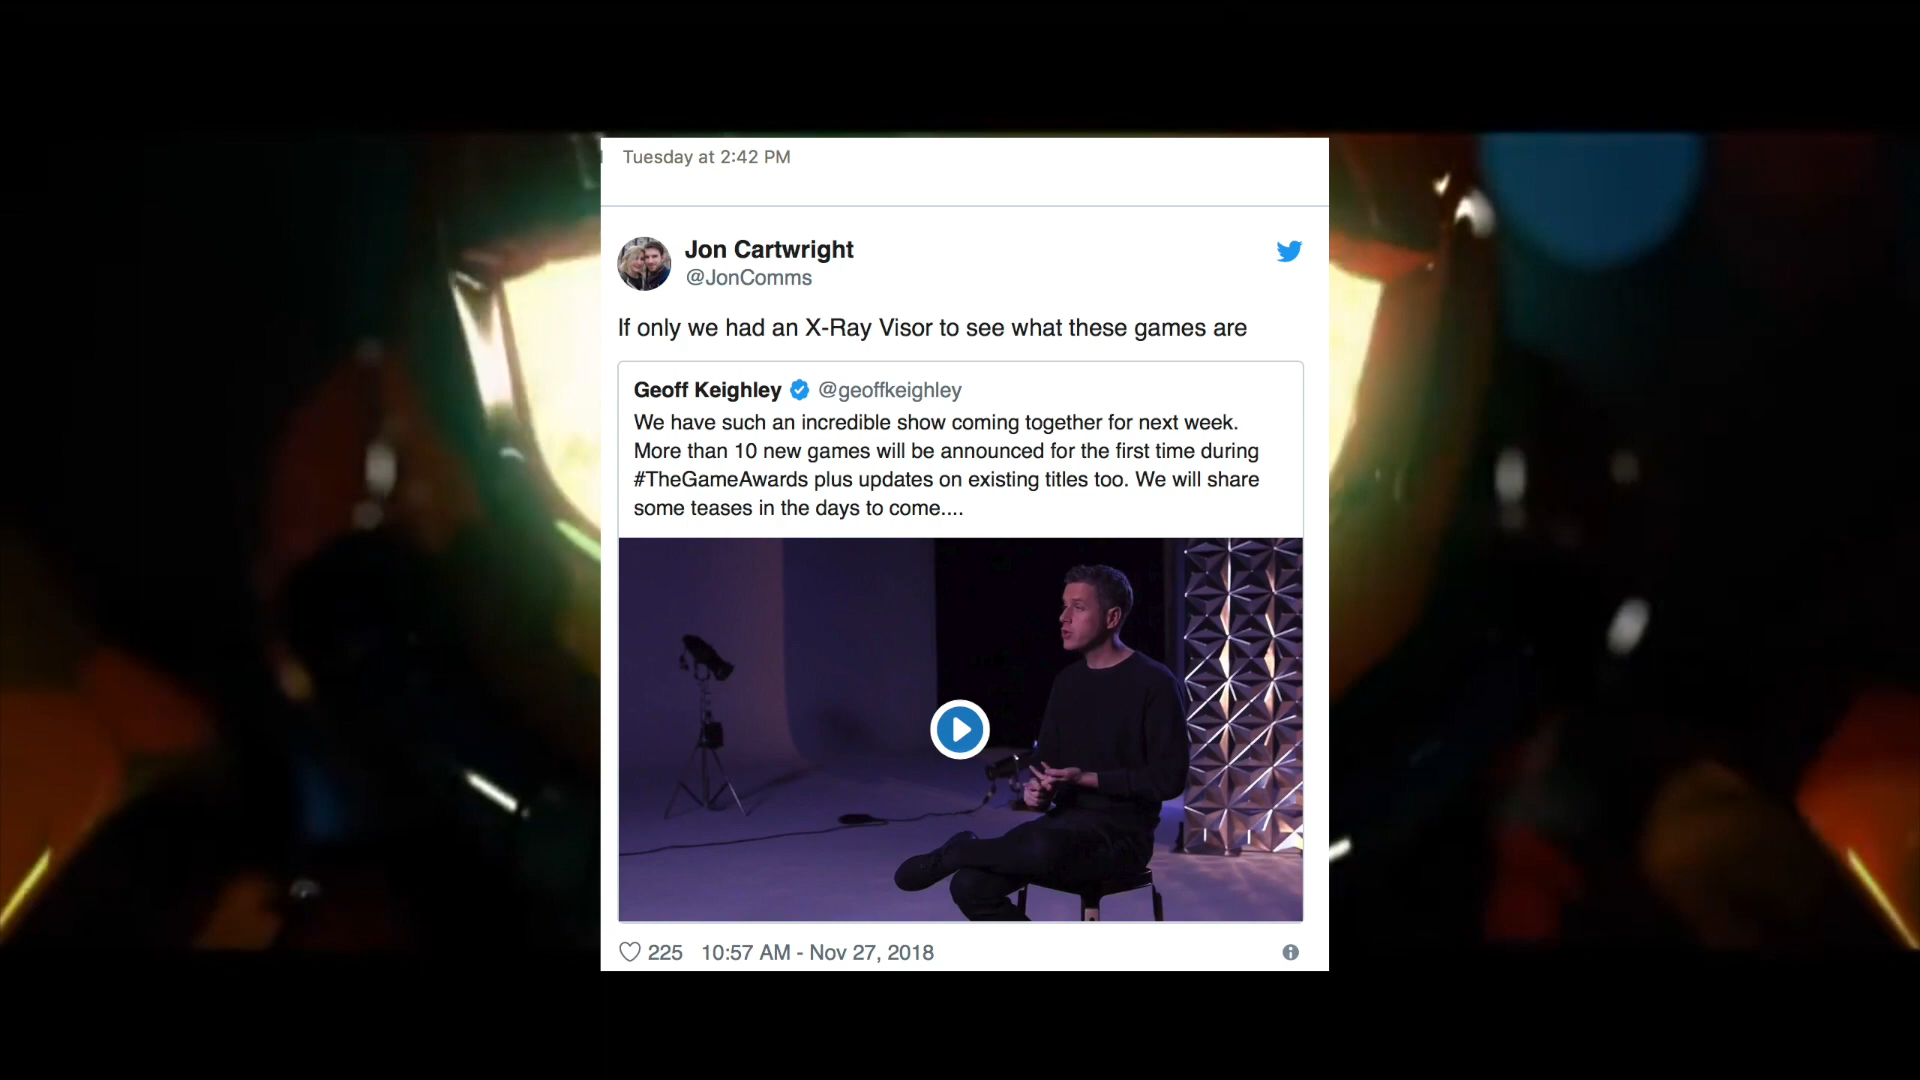 Tuesday at 2:42 PM
Jon Cartwright
@JonComms
If only we had an X-Ray Visor to see what these games are
Geoff Keighley @geoffkeighley
We have such an incredible show coming together for next week.
More than 10 new games will be announced for the first time during
#TheGameAwards plus updates on existing titles too. We will share
some teases in the days to come....
225 10:57 AM - Nov 27, 2018